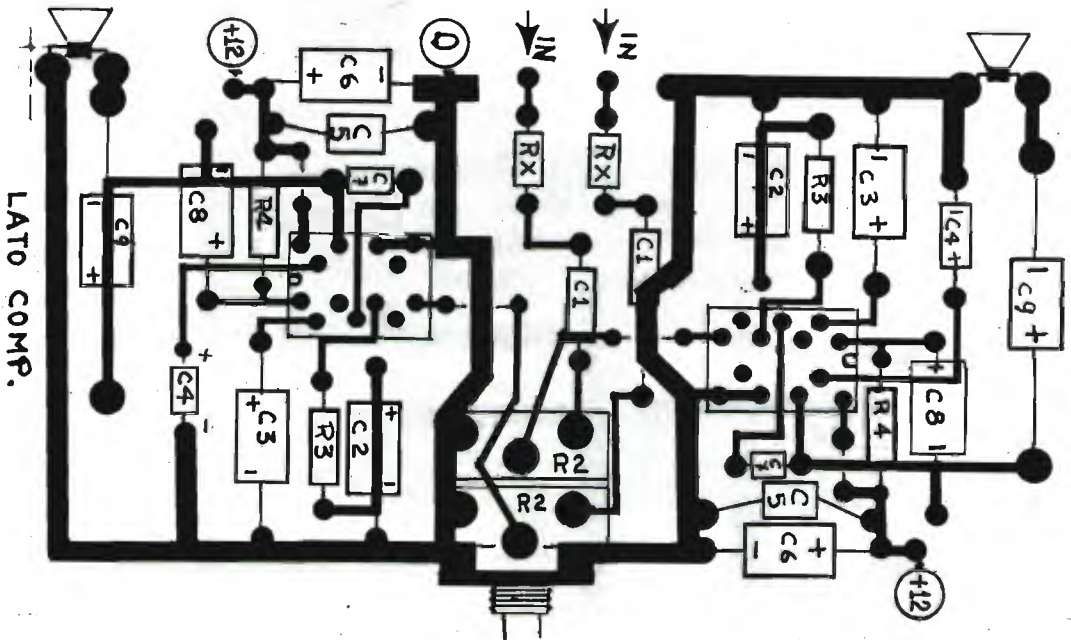 +12
C6
+
−
0
IN
IN
C5
RX
RX
C7
C8
+
R4
C9
−
+
C1
C1
C2
−
+
R3
C3
−
+
C4
+
C9
−
+
+
C4
−
C3
+
−
R3
C2
+
−
R2
R2
R4
C8
+
−
C7
C5
C6
−
+
+12
LATO COMP.